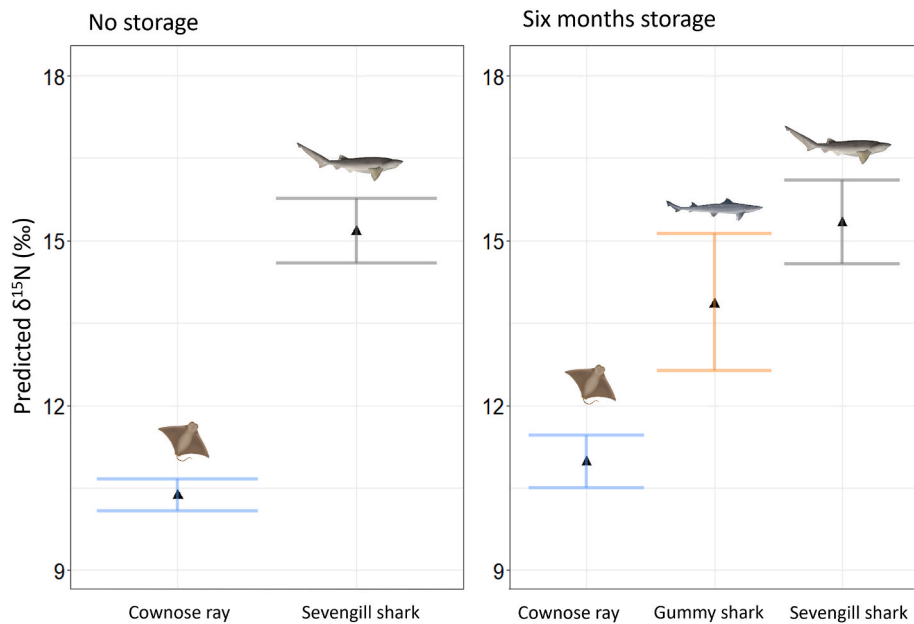 No storage
Six months storage
Predicted δ¹⁵N (‰)
18
15
12
9
18
15
12
9
Cownose ray
Sevengill shark
Cownose ray
Gummy shark
Sevengill shark